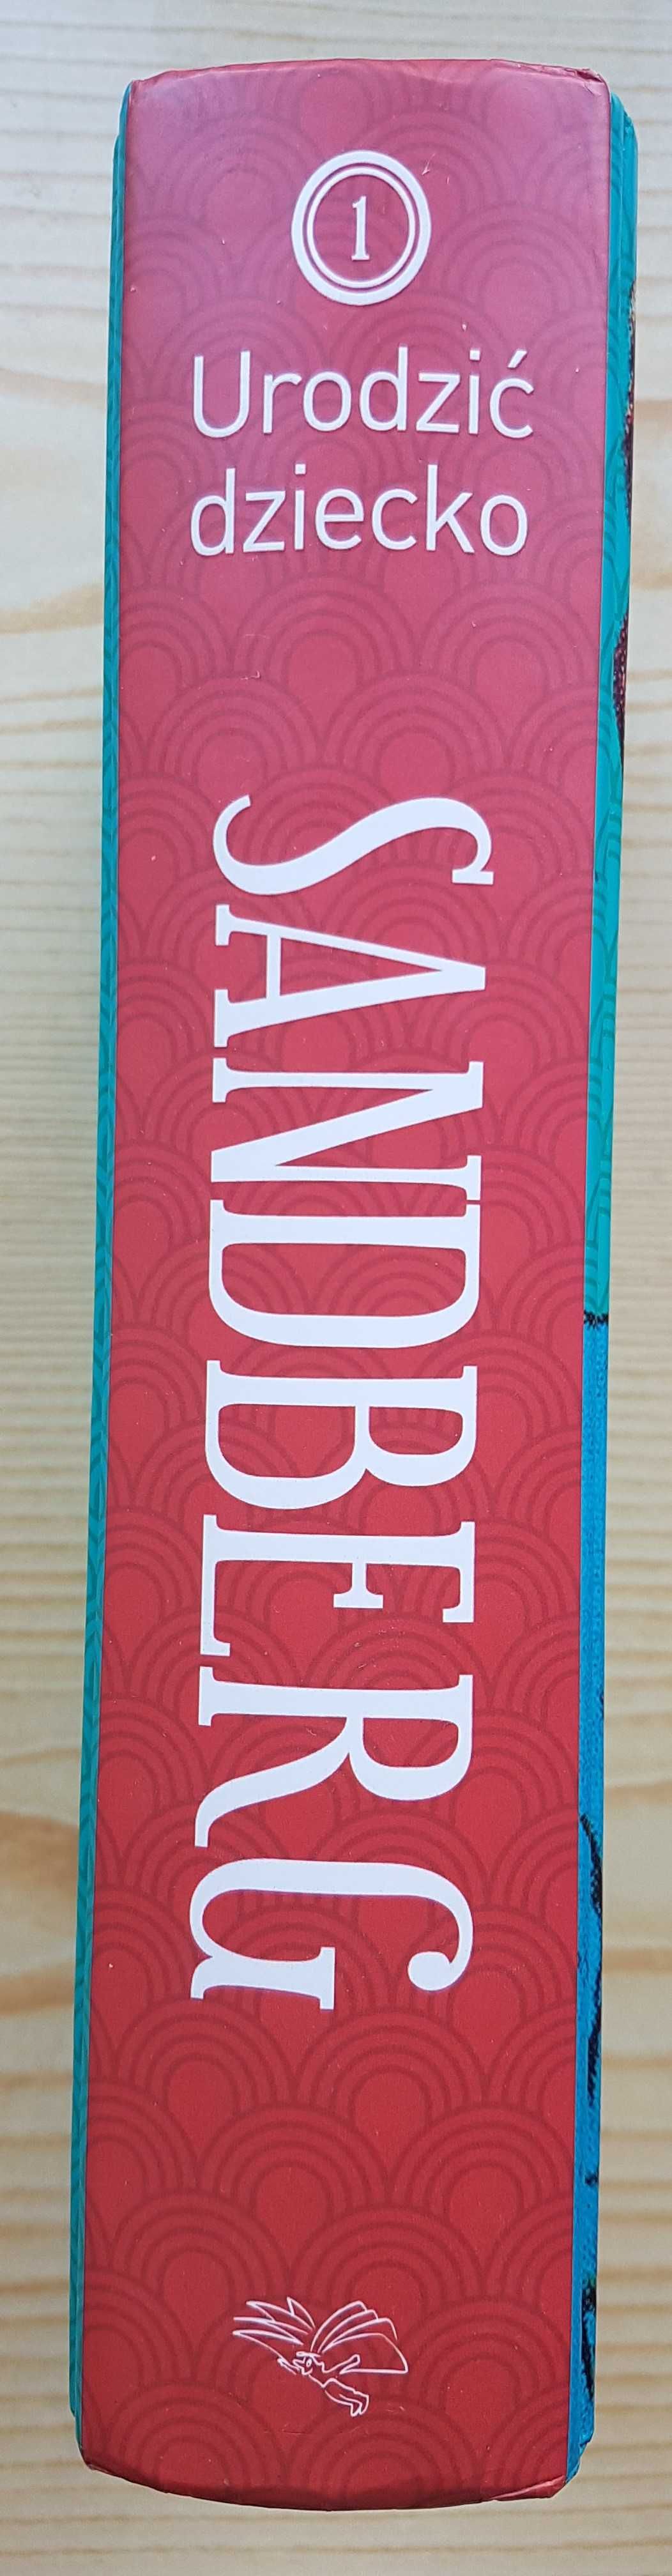 1
Urodzić
dziecko
SANDBERG